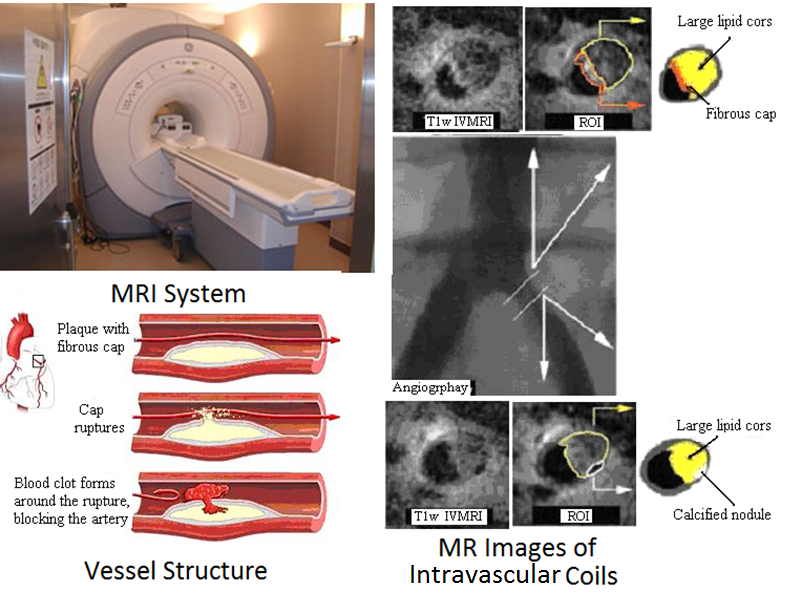 MRI System
Plaque with
fibrous cap
Cap
ruptures
Blood clot forms
around the rupture,
blocking the artery
Vessel Structure
T1w IVMRI
ROI
Large lipid cors
Fibrous cap
Angiogrphay
T1w IVMRI
ROI
Large lipid cors
Calcified nodule
MR Images of
Intravascular Coils